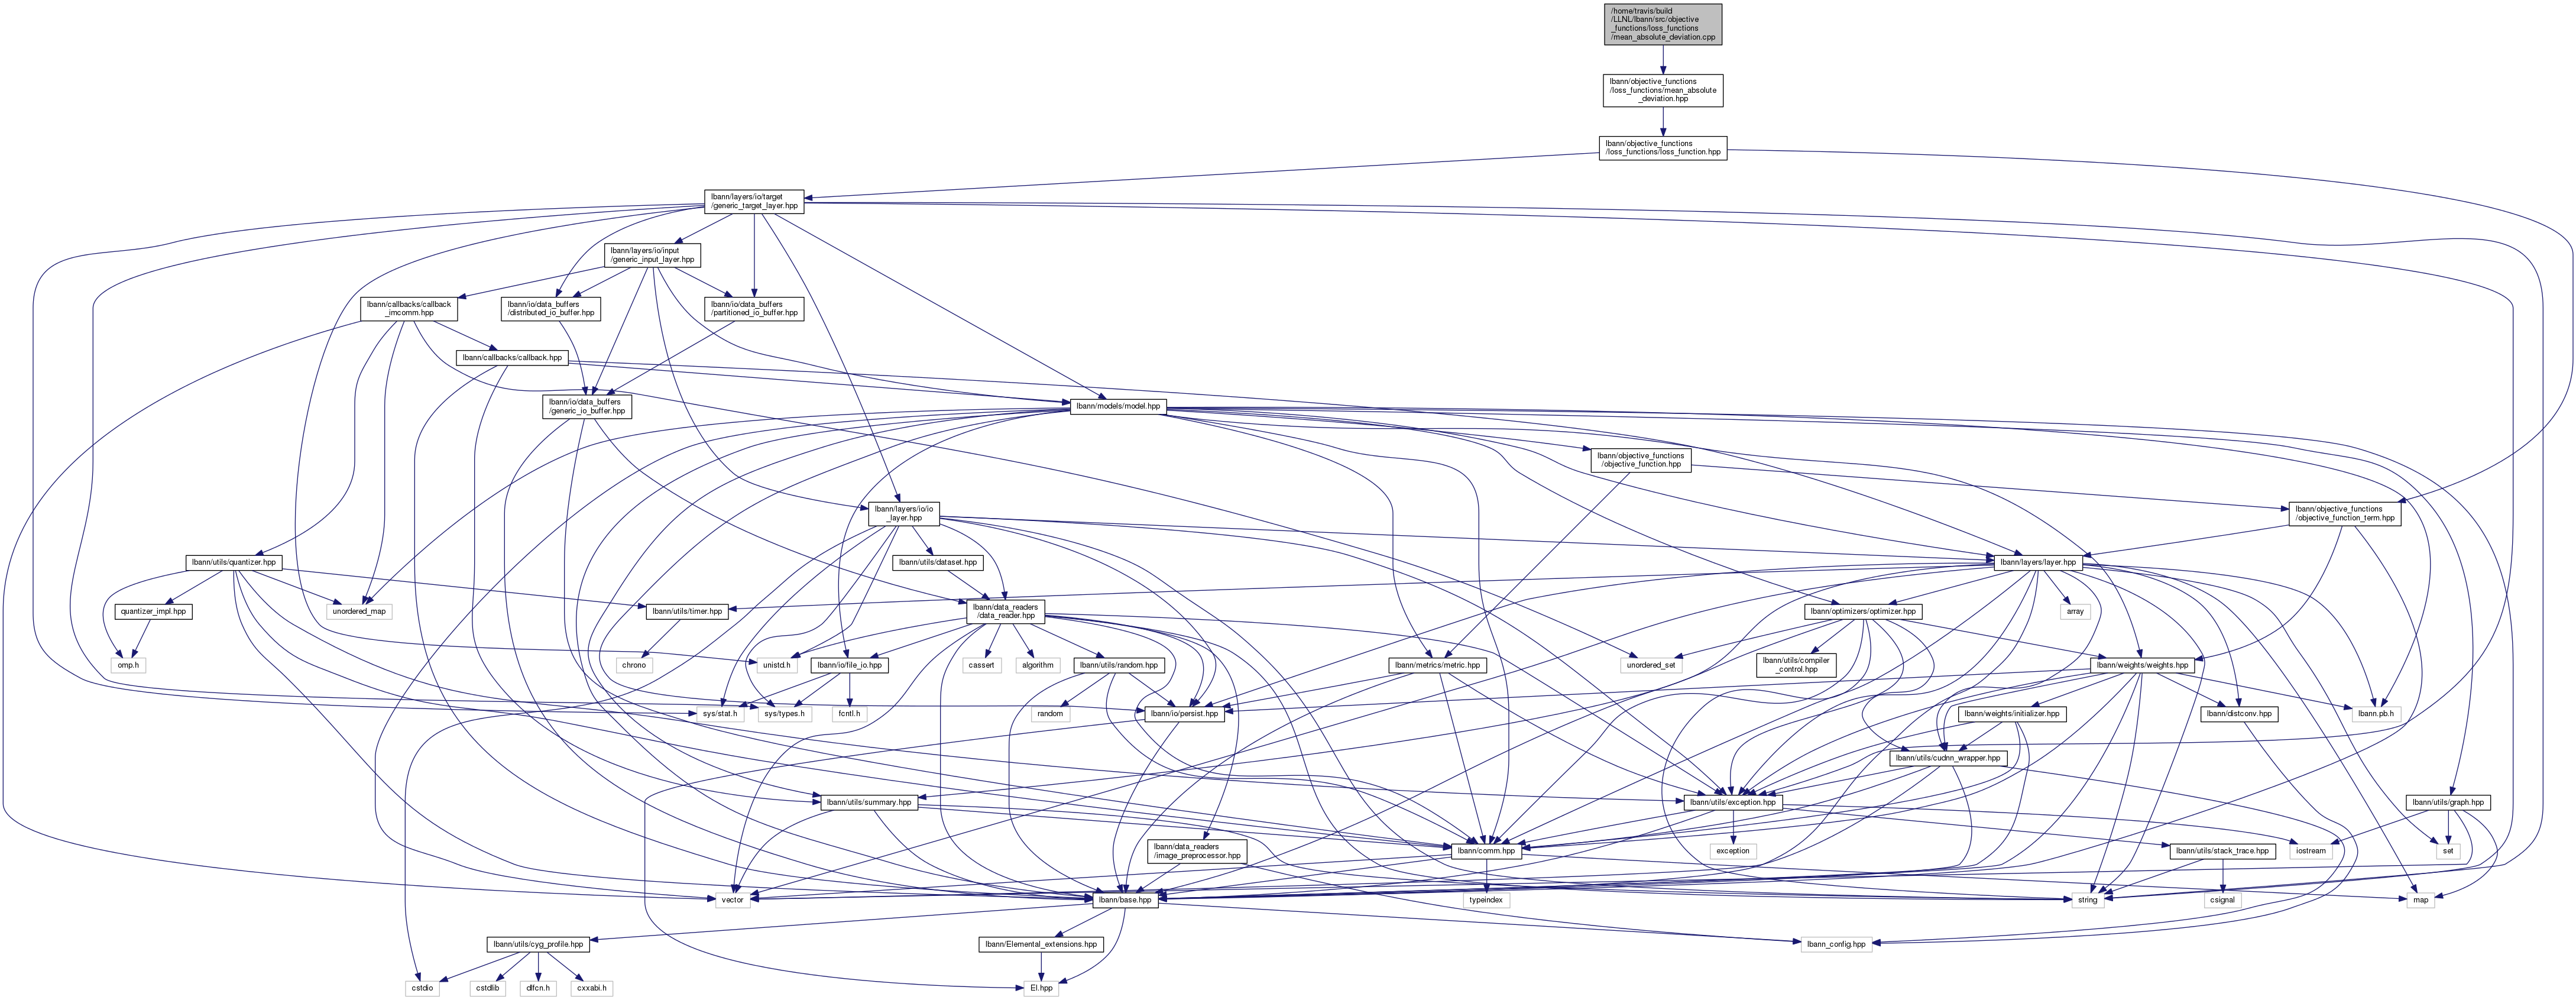 /home/travis/build
/LLNL/lbann/src/objective
_functions/loss_functions
/mean_absolute_deviation.cpp
lbann/objective_functions
/loss_functions/mean_absolute
_deviation.hpp
lbann/objective_functions
/loss_functions/loss_function.hpp
lbann/layers/io/target
/generic_target_layer.hpp
lbann/layers/io/input
/generic_input_layer.hpp
lbann/callbacks/callback
_imcomm.hpp
lbann/io/data_buffers
/distributed_io_buffer.hpp
lbann/io/data_buffers
/partitioned_io_buffer.hpp
lbann/callbacks/callback.hpp
lbann/io/data_buffers
/generic_io_buffer.hpp
lbann/models/model.hpp
lbann/objective_functions
/objective_function.hpp
lbann/layers/io/io
_layer.hpp
lbann/objective_functions
/objective_function_term.hpp
lbann/utils/quantizer.hpp
lbann/utils/dataset.hpp
lbann/layers/layer.hpp
quantizer_impl.hpp
unordered_map
lbann/utils/timer.hpp
lbann/data_readers
/data_reader.hpp
lbann/optimizers/optimizer.hpp
array
omp.h
chrono
unistd.h
lbann/io/file_io.hpp
cassert
algorithm
lbann/utils/random.hpp
lbann/metrics/metric.hpp
unordered_set
lbann/utils/compiler
_control.hpp
lbann/weights/weights.hpp
sys/stat.h
sys/types.h
fcntl.h
random
lbann/io/persist.hpp
lbann/weights/initializer.hpp
lbann/distconv.hpp
lbann.pb.h
lbann/utils/cudnn_wrapper.hpp
lbann/utils/summary.hpp
lbann/utils/exception.hpp
lbann/utils/graph.hpp
lbann/data_readers
/image_preprocessor.hpp
lbann/comm.hpp
exception
lbann/utils/stack_trace.hpp
iostream
set
vector
lbann/base.hpp
typeindex
string
csignal
map
lbann/utils/cyg_profile.hpp
lbann/Elemental_extensions.hpp
lbann_config.hpp
cstdio
cstdlib
dlfcn.h
cxxabi.h
El.hpp